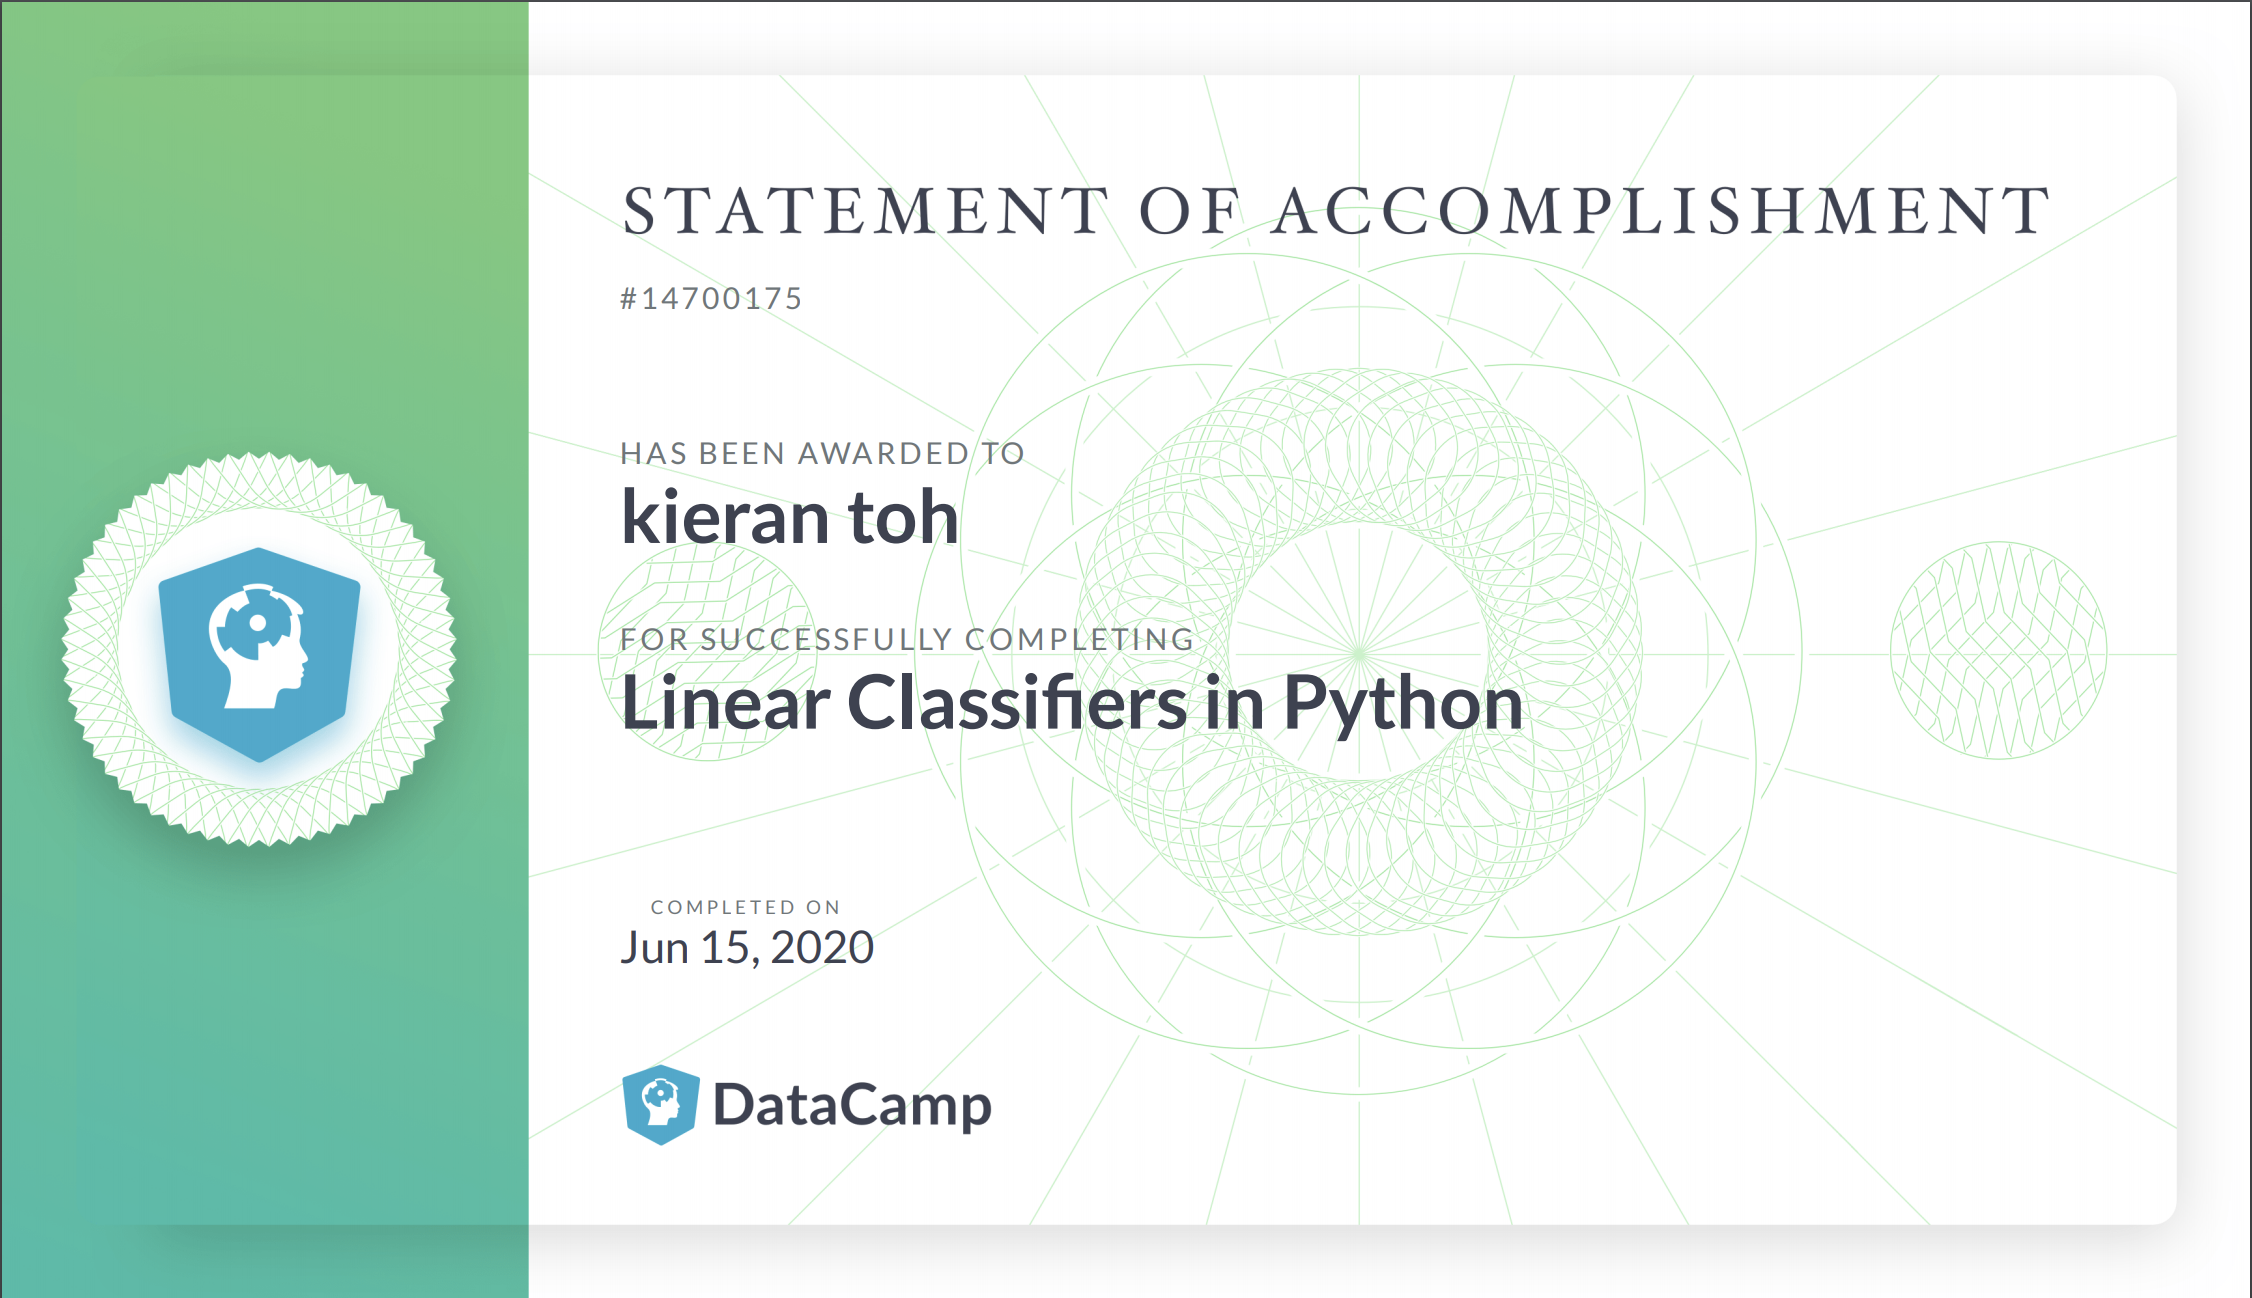 STATEMENT OF ACCOMPLISHMENT
#14700175
HAS BEEN AWARDED TO
kieran toh
FOR SUCCESSFULLY COMPLETING
Linear Classifiers in Python
COMPLETED ON
Jun 15, 2020
DataCamp